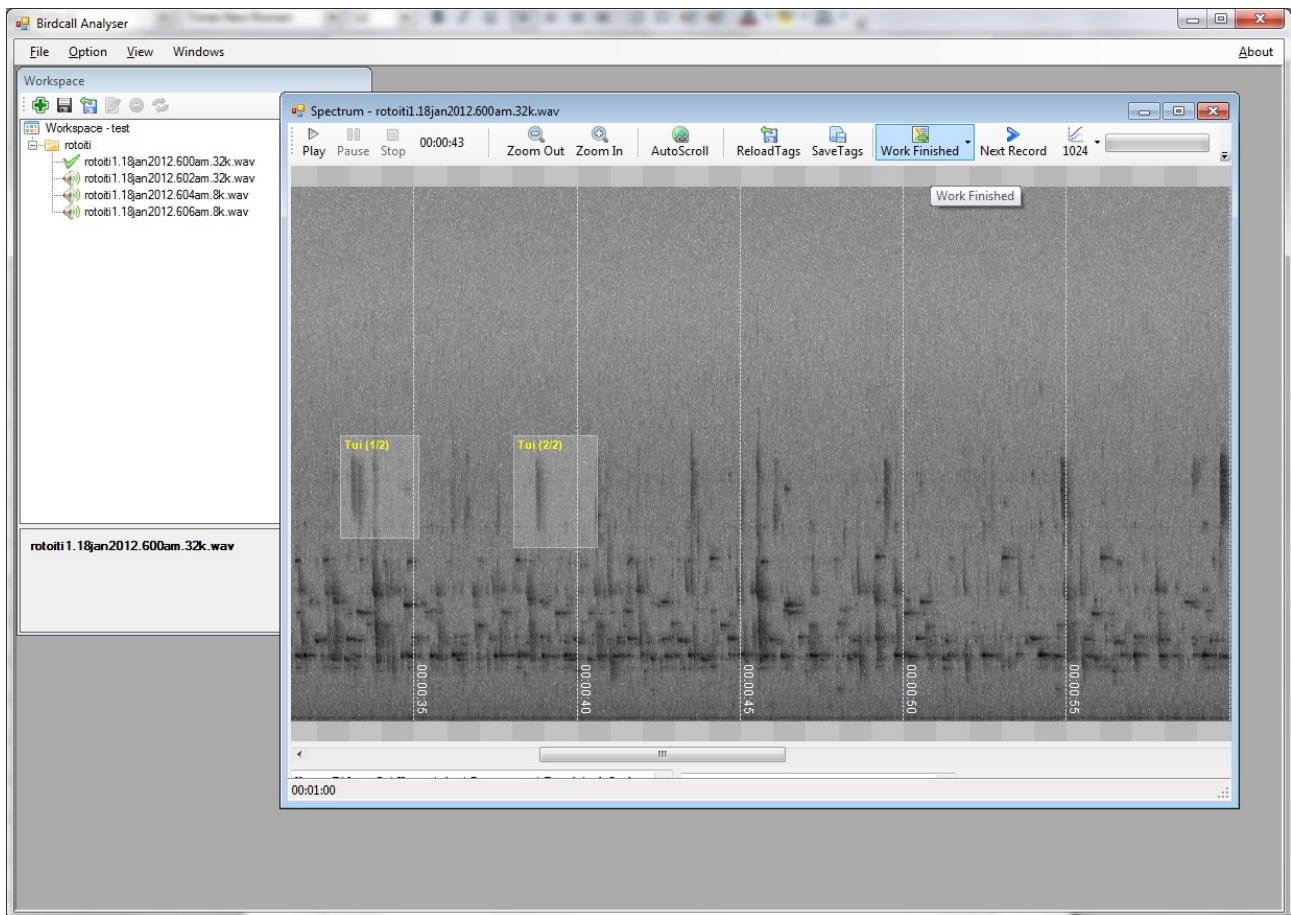 Birdcall Analyser
File Option View Windows About
Workspace
Workspace - test
rotoiti
rotoiti1.18jan2012.600am.32k.wav
rotoiti1.18jan2012.602am.32k.wav
rotoiti1.18jan2012.604am.8k.wav
rotoiti1.18jan2012.606am.8k.wav
rotoiti1.18jan2012.600am.32k.wav
Spectrum - rotoiti1.18jan2012.600am.32k.wav
Play Pause Stop 00:00:43 Zoom Out Zoom In AutoScroll ReloadTags SaveTags Work Finished Next Record 1024
Work Finished
Tui (1/2) Tui (2/2)
00:00:35 00:00:40 00:00:45 00:00:50 00:00:55
00:01:00